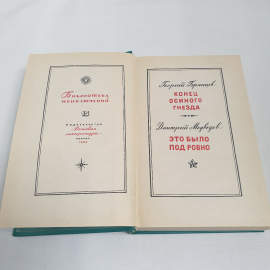 Библиотека
приключений
ИЗДАТЕЛЬСТВО
„Детская
литература"
МОСКВА
Георгий Брянцев
КОНЕЦ
ОСИНОГО
ГНЕЗДА
Дмитрий Медведев
ЭТО БЫЛО
ПОД РОВНО